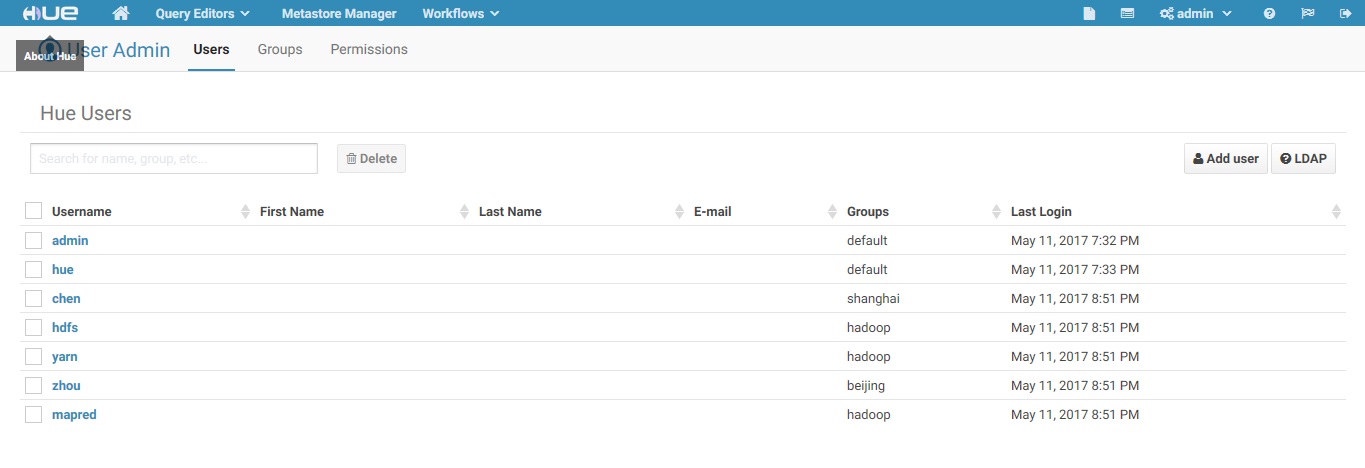 HUE Query Editors Metastore Manager Workflows admin
User Admin Users Groups Permissions
About Hue
Hue Users
Search for name, group, etc... Delete Add user LDAP
Username First Name Last Name E-mail Groups Last Login
admin default May 11, 2017 7:32 PM
hue default May 11, 2017 7:33 PM
chen shanghai May 11, 2017 8:51 PM
hdfs hadoop May 11, 2017 8:51 PM
yarn hadoop May 11, 2017 8:51 PM
zhou beijing May 11, 2017 8:51 PM
mapred hadoop May 11, 2017 8:51 PM